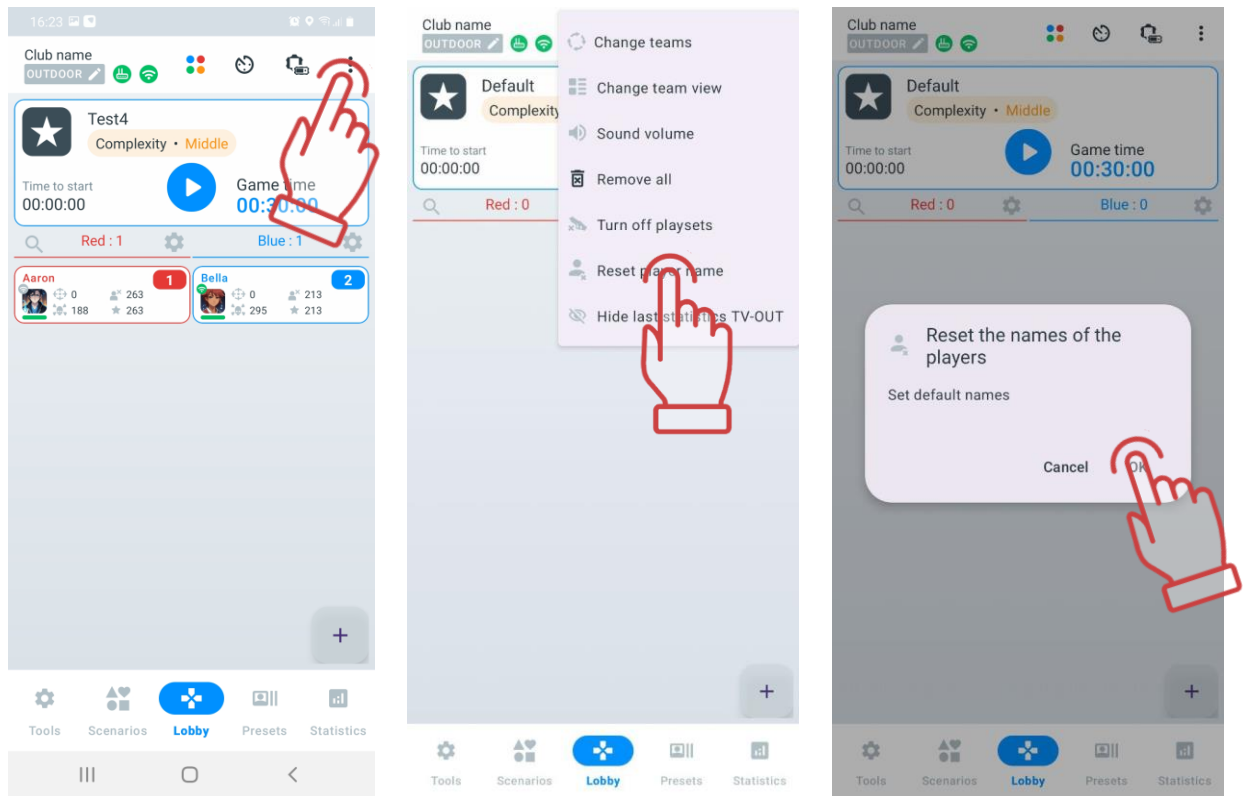 16:23
Club name
OUTDOOR
Test4
Complexity • Middle
Time to start
00:00:00
Game time
00:30:00
Red : 1
Blue : 1
Aaron
1
0
263
188
263
Bella
2
0
213
295
213
Tools
Scenarios
Lobby
Presets
Statistics
Club name
OUTDOOR
Default
Complexity
Time to start
00:00:00
Red : 0
Change teams
Change team view
Sound volume
Remove all
Turn off playsets
Reset player name
Hide last statistics TV-OUT
Tools
Scenarios
Lobby
Presets
Statistics
Club name
OUTDOOR
Default
Complexity • Middle
Time to start
00:00:00
Game time
00:30:00
Red : 0
Blue : 0
Reset the names of the
players
Set default names
Cancel
OK
Tools
Scenarios
Lobby
Presets
Statistics